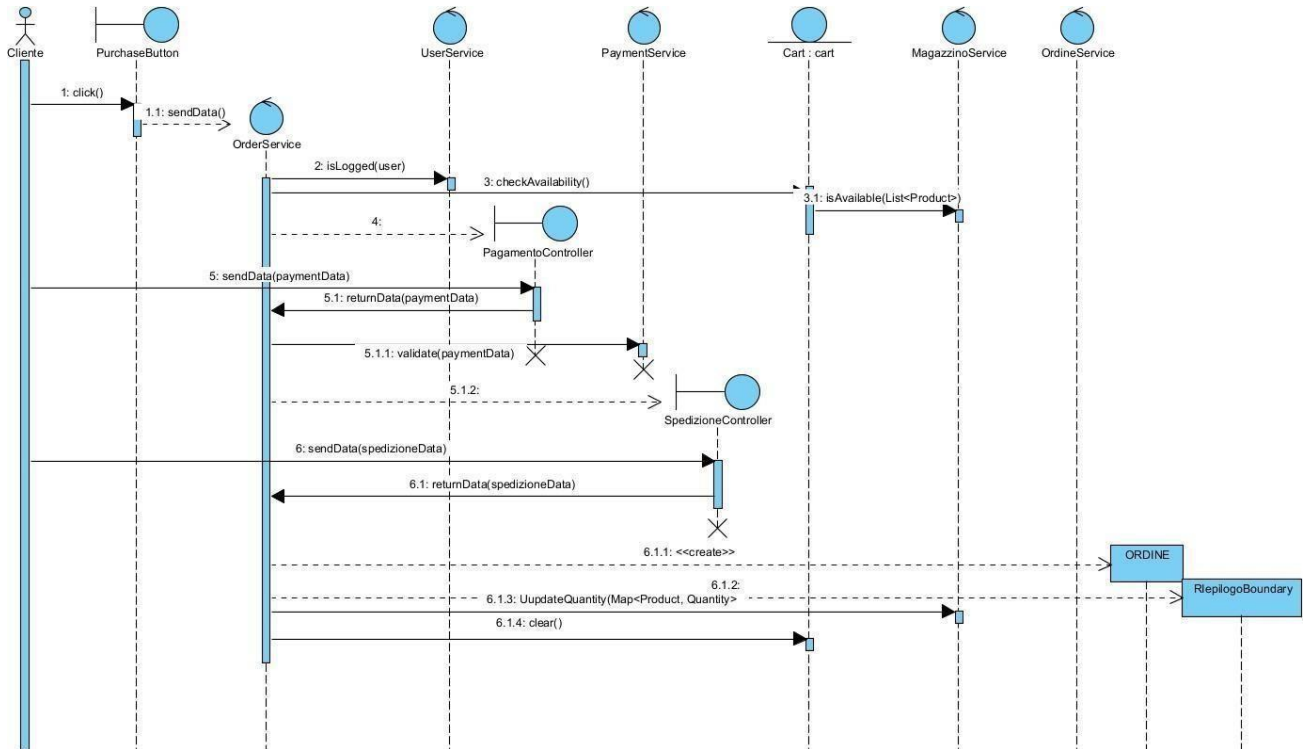 Cliente
PurchaseButton
UserService
PaymentService
Cart : cart
MagazzinoService
OrdineService
1: click()
1.1: sendData()
OrderService
2: isLogged(user)
3: checkAvailability()
3.1: isAvailable(List<Product>)
4:
PagamentoController
5: sendData(paymentData)
5.1: returnData(paymentData)
5.1.1: validate(paymentData)
5.1.2:
SpedizioneController
6: sendData(spedizioneData)
6.1: returnData(spedizioneData)
6.1.1: <<create>>
ORDINE
6.1.2:
RIepilogoBoundary
6.1.3: UupdateQuantity(Map<Product, Quantity>
6.1.4: clear()